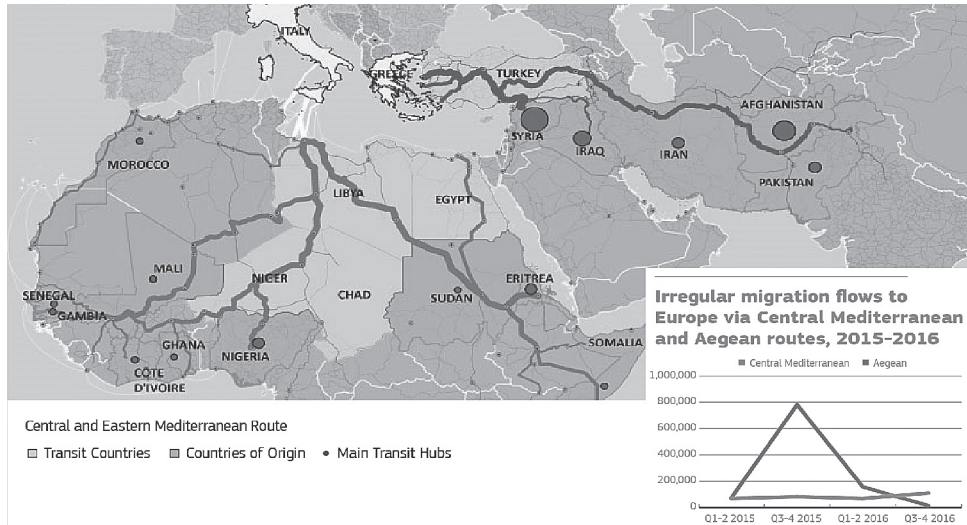 ITALY
GREECE
TURKEY
AFGHANISTAN
SYRIA
IRAQ
IRAN
PAKISTAN
MOROCCO
LIBYA
EGYPT
MALI
NIGER
CHAD
SUDAN
ERITREA
SENEGAL
GAMBIA
GHANA
NIGERIA
SOMALIA
CÔTE
D'IVOIRE
Central and Eastern Mediterranean Route
Transit Countries Countries of Origin Main Transit Hubs
Irregular migration flows to
Europe via Central Mediterranean
and Aegean routes, 2015–2016
Central Mediterranean Aegean
1,000,000
800,000
600,000
400,000
200,000
0
Q1–2 2015 Q3–4 2015 Q1–2 2016 Q3–4 2016